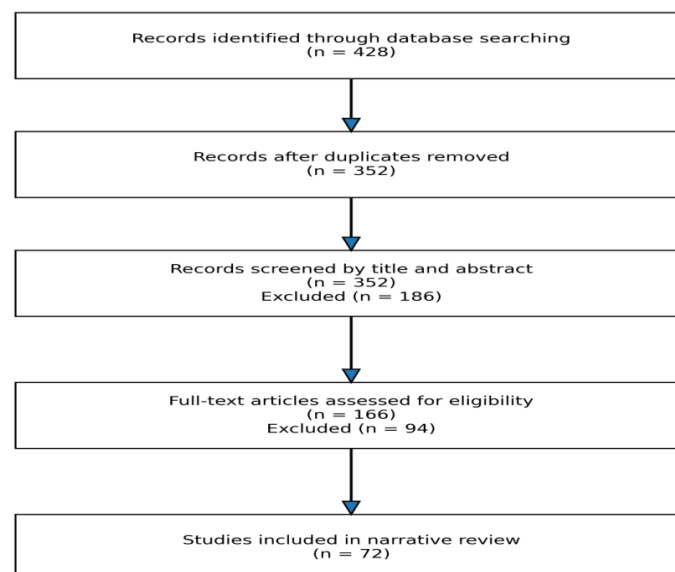 Records identified through database searching
(n = 428)
Records after duplicates removed
(n = 352)
Records screened by title and abstract
(n = 352)
Excluded (n = 186)
Full-text articles assessed for eligibility
(n = 166)
Excluded (n = 94)
Studies included in narrative review
(n = 72)